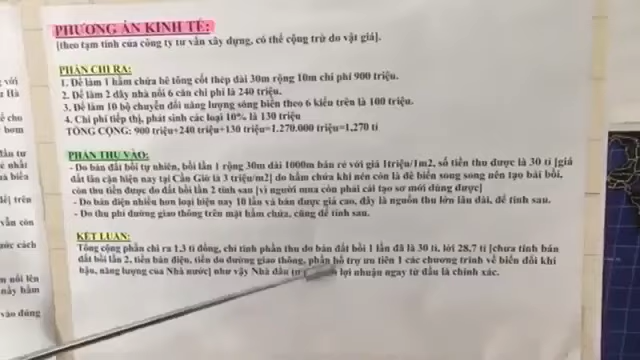 PHƯƠNG ÁN KINH TẾ:
[theo tạm tính của công ty tư vấn xây dựng, có thể cộng trừ do vật giá].
PHẦN CHI RA:
1. Để làm 1 hầm chứa bê tông cốt thép dài 30m rộng 10m chi phí 900 triệu.
2. Để làm 2 dãy nhà nổi 6 căn chi phí là 240 triệu.
3. Để làm 10 bộ chuyển đổi năng lượng sóng biển theo 6 kiểu trên là 100 triệu.
4. Chi phí tiếp thị, phát sinh các loại 10% là 130 triệu
TỔNG CỘNG: 900 triệu+240 triệu+130 triệu=1.270.000 triệu=1,270 tỉ
PHẦN THU VÀO:
- Do bán đất bồi tự nhiên, bồi lần 1 rộng 30m dài 1000m bán rẻ với giá 1triệu/1m2, số tiền thu được là 30 tỉ [giá
đất lân cận hiện nay tại Cần Giờ là 3 triệu/m2] do hầm chứa khi nén còn là đê biển song song nên tạo bãi bồi,
còn thu tiền được do đất bồi lần 2 tính sau [vì người mua còn phải cải tạo sơ mới dùng được]
- Do bán điện nhiều hơn loại hiện nay 10 lần và bán được giá cao, đây là nguồn thu lớn lâu dài, để tính sau.
- Do thu phí đường giao thông trên mặt hầm chứa, cũng để tính sau.
KẾT LUẬN:
Tổng cộng phần chi ra 1,3 tỉ đồng, chỉ tính phần thu do bán đất bồi 1 lần đã là 30 tỉ, lời 28,7 tỉ [chưa tính bán
đất bồi lần 2, tiền bán điện, tiền do đường giao thông, phần hỗ trợ ưu tiên 1 các chương trình về biến đổi khí
hậu, năng lượng của Nhà nước] như vậy Nhà đầu tư lợi nhuận ngay từ đầu là chính xác.